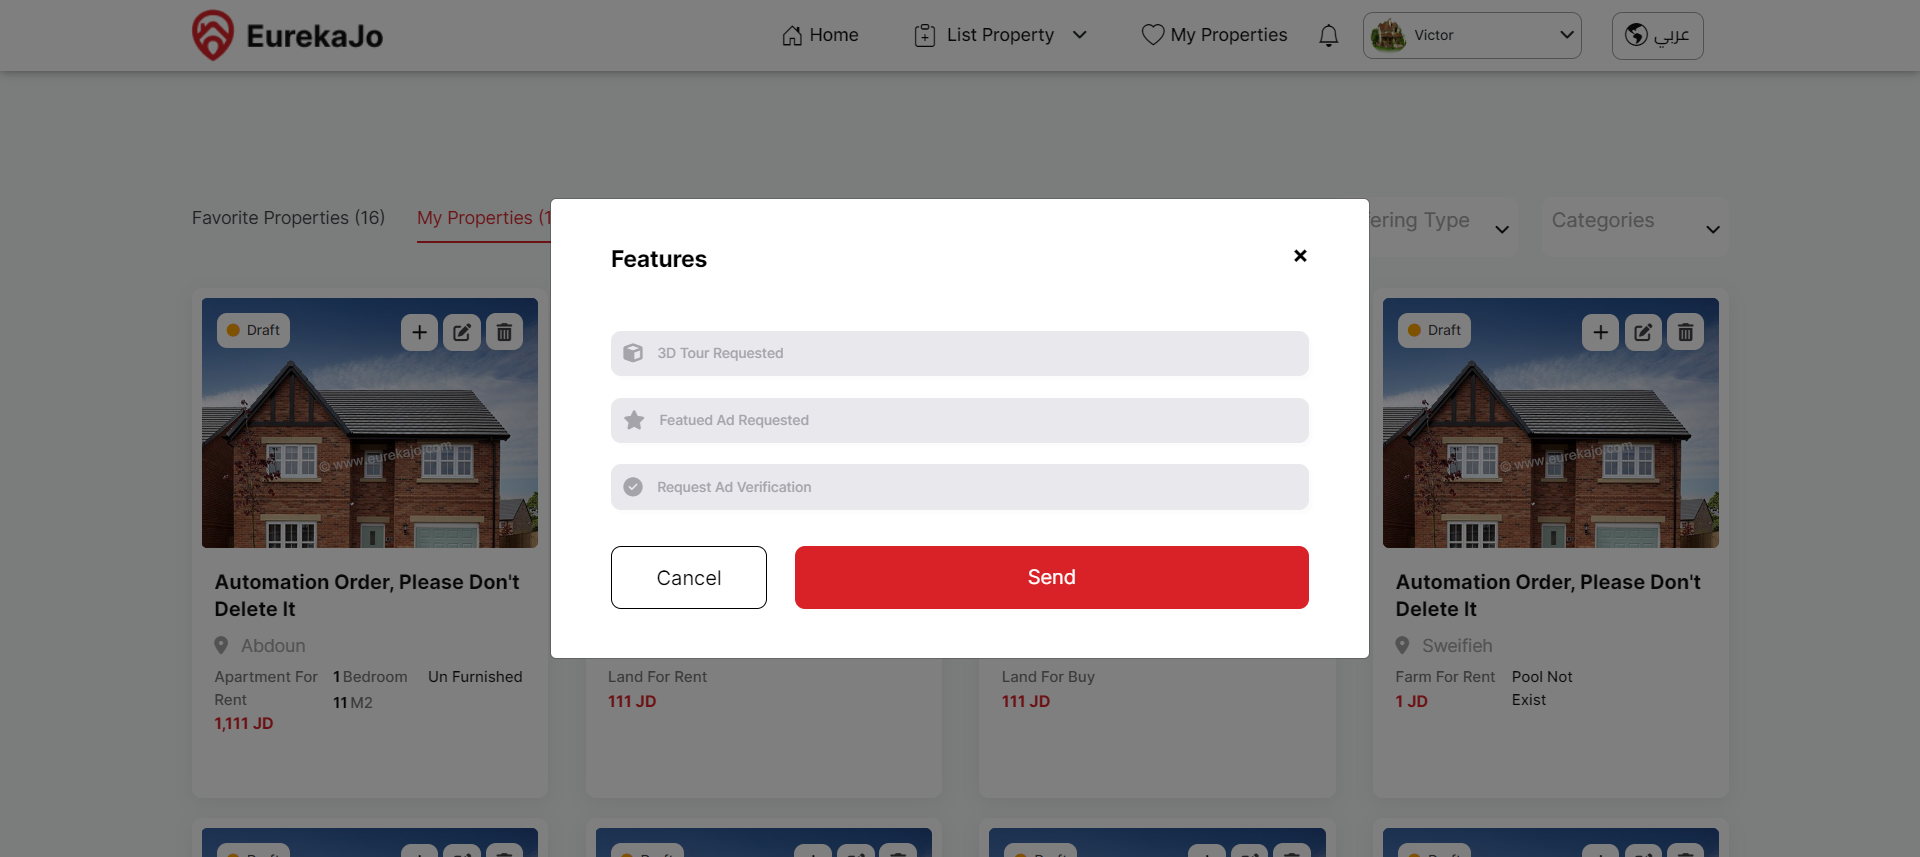 EurekaJo
Home
List Property
My Properties
Victor
عربي
Favorite Properties (16)
My Properties (1
ering Type
Categories
Features
3D Tour Requested
Featued Ad Requested
Request Ad Verification
Cancel
Send
Draft
© www.eurekajo.com
Automation Order, Please Don't
Delete It
Abdoun
Apartment For
Rent
1 Bedroom
11 M2
Un Furnished
1,111 JD
Land For Rent
111 JD
Land For Buy
111 JD
Draft
© www.eurekajo.com
Automation Order, Please Don't
Delete It
Sweifieh
Farm For Rent
Pool Not
Exist
1 JD